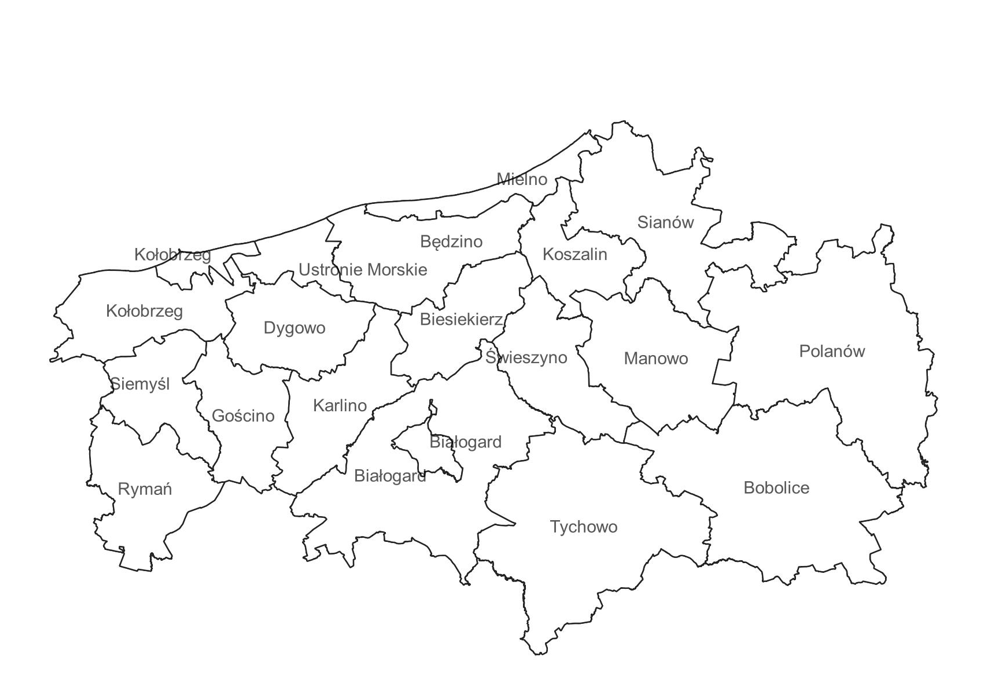 Mielno
Sianów
Będzino
Kołobrzeg
Koszalin
Ustronie Morskie
Kołobrzeg
Biesiekierz
Dygowo
Polanów
Świeszyno
Manowo
Siemyśl
Karlino
Gościno
Białogard
Białogard
Bobolice
Rymań
Tychowo